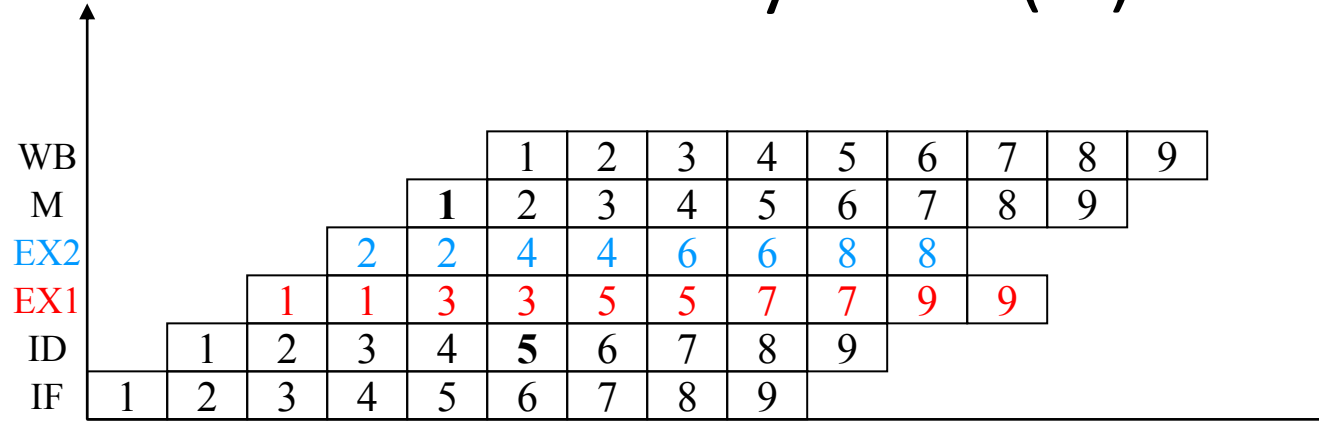 WB 1 2 3 4 5 6 7 8 9
M 1 2 3 4 5 6 7 8 9
EX2 2 2 4 4 6 6 8 8
EX1 1 1 3 3 5 5 7 7 9 9
ID 1 2 3 4 5 6 7 8 9
IF 1 2 3 4 5 6 7 8 9